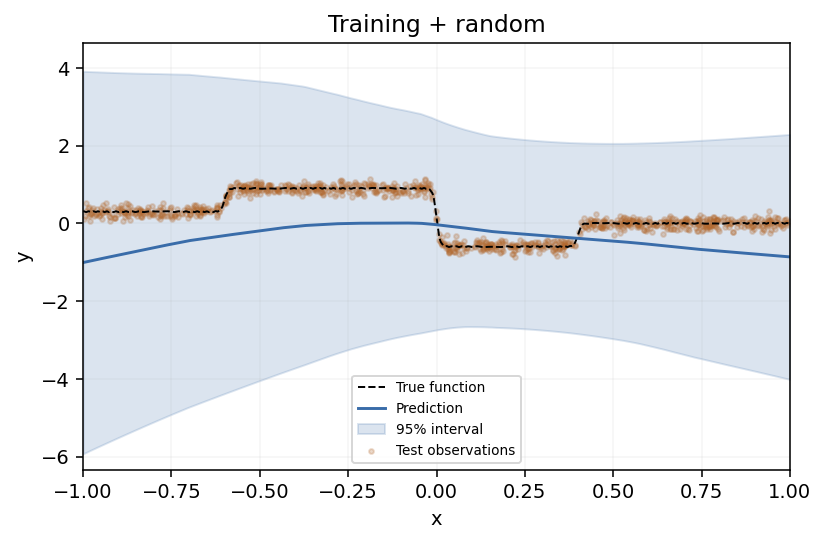 Training + random
4
2
0
−2
−4
−6
y
True function
Prediction
95% interval
Test observations
−1.00 −0.75 −0.50 −0.25 0.00 0.25 0.50 0.75 1.00
x